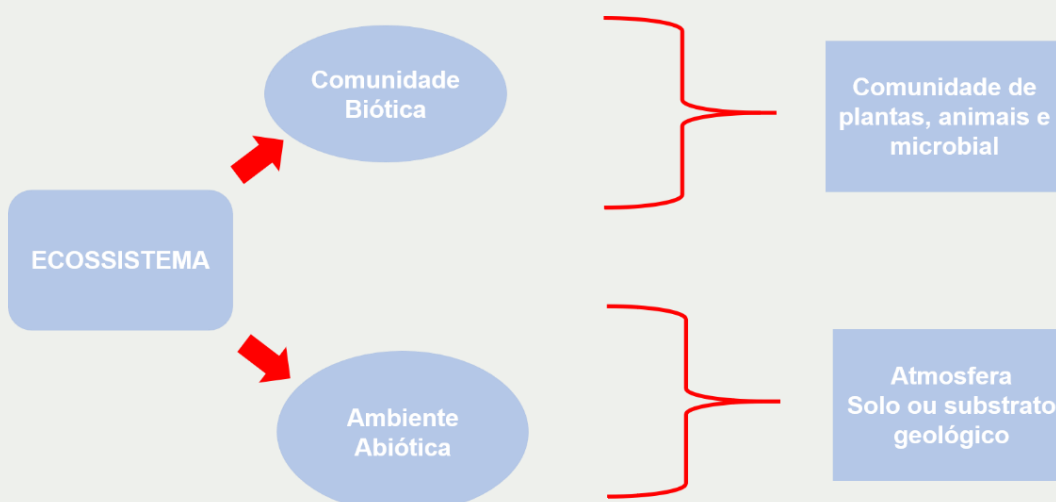 Comunidade
Biótica
Comunidade de
plantas, animais e
microbial
ECOSSISTEMA
Ambiente
Abiótica
Atmosfera
Solo ou substrato
geológico